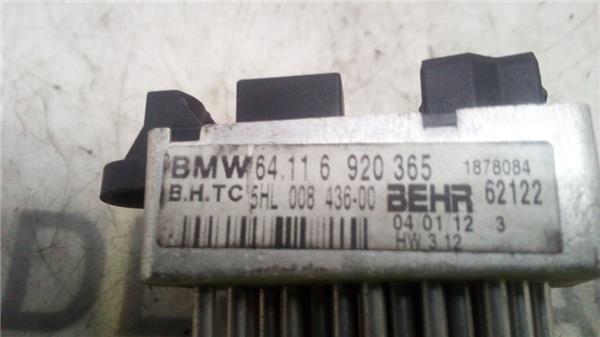 BMW 64.11 6 920 365 1878084
B.H.TC 5HL 008 436-00 BEHR 62122
04 01 12 3
HW 3.12